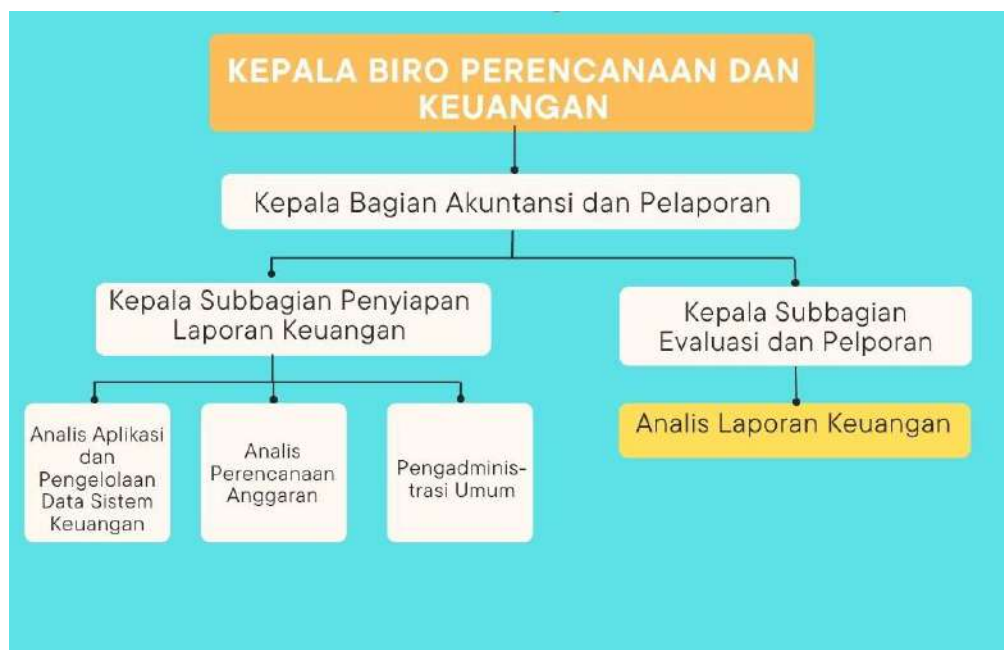 KEPALA BIRO PERENCANAAN DAN
KEUANGAN
Kepala Bagian Akuntansi dan Pelaporan
Kepala Subbagian Penyiapan
Laporan Keuangan
Kepala Subbagian
Evaluasi dan Pelporan
Analis Aplikasi
dan
Pengelolaan
Data Sistem
Keuangan
Analis
Perencanaan
Anggaran
Pengadminis-
trasi Umum
Analis Laporan Keuangan